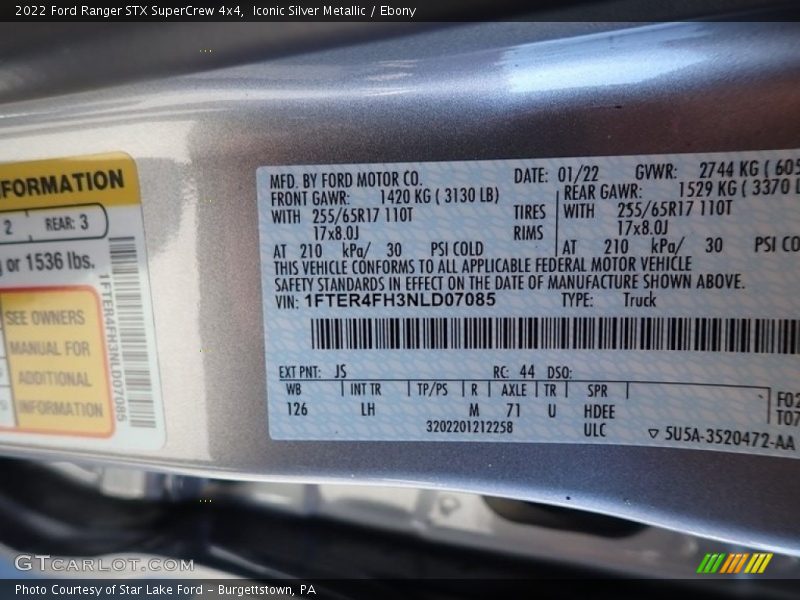 2022 Ford Ranger STX SuperCrew 4x4, Iconic Silver Metallic / Ebony
INFORMATION
2 REAR: 3
or 1536 lbs.
SEE OWNERS
MANUAL FOR
ADDITIONAL
INFORMATION
1FTER4FH3NLD07085
MFD. BY FORD MOTOR CO. DATE: 01/22 GVWR: 2744 KG ( 605
FRONT GAWR: 1420 KG ( 3130 LB) REAR GAWR: 1529 KG ( 3370 L
WITH 255/65R17 110T TIRES WITH 255/65R17 110T
17x8.0J RIMS 17x8.0J
AT 210 kPa/ 30 PSI COLD AT 210 kPa/ 30 PSI CO
THIS VEHICLE CONFORMS TO ALL APPLICABLE FEDERAL MOTOR VEHICLE
SAFETY STANDARDS IN EFFECT ON THE DATE OF MANUFACTURE SHOWN ABOVE.
VIN: 1FTER4FH3NLD07085 TYPE: Truck
EXT PNT: JS RC: 44 DSO:
WB INT TR TP/PS R AXLE TR SPR
126 LH M 71 U HDEE
3202201212258 ULC
F02
T07
5U5A-3520472-AA
GTCARLOT.COM
Photo Courtesy of Star Lake Ford - Burgettstown, PA